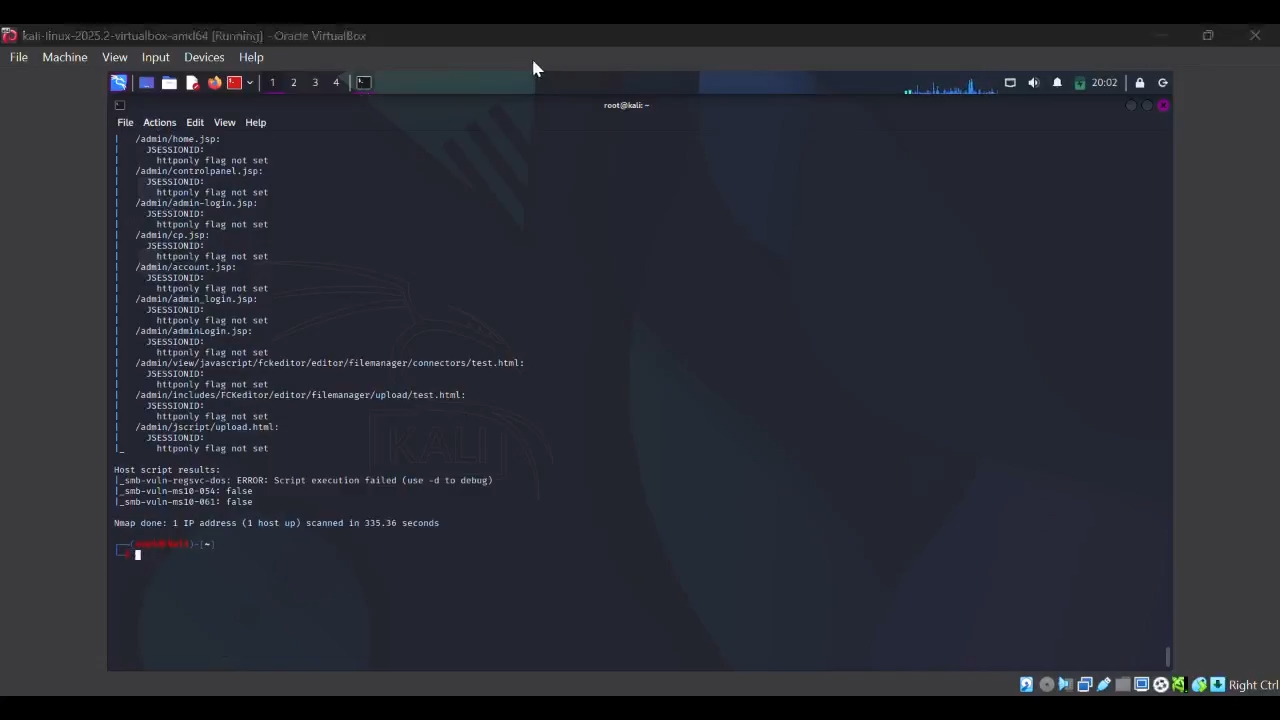 kali-linux-2025.2-virtualbox-amd64 [Running] - Oracle VirtualBox
File Machine View Input Devices Help
1 2 3 4 20:02
root@kali: ~
File Actions Edit View Help
| /admin/home.jsp:
| JSESSIONID:
| httponly flag not set
| /admin/controlpanel.jsp:
| JSESSIONID:
| httponly flag not set
| /admin/admin-login.jsp:
| JSESSIONID:
| httponly flag not set
| /admin/cp.jsp:
| JSESSIONID:
| httponly flag not set
| /admin/account.jsp:
| JSESSIONID:
| httponly flag not set
| /admin/admin_login.jsp:
| JSESSIONID:
| httponly flag not set
| /admin/adminLogin.jsp:
| JSESSIONID:
| httponly flag not set
| /admin/view/javascript/fckeditor/editor/filemanager/connectors/test.html:
| JSESSIONID:
| httponly flag not set
| /admin/includes/FCKeditor/editor/filemanager/upload/test.html:
| JSESSIONID:
| httponly flag not set
| /admin/jscript/upload.html:
| JSESSIONID:
|_ httponly flag not set
Host script results:
|_smb-vuln-regsvc-dos: ERROR: Script execution failed (use -d to debug)
|_smb-vuln-ms10-054: false
|_smb-vuln-ms10-061: false
Nmap done: 1 IP address (1 host up) scanned in 335.36 seconds
)-[~]
KALI
Right Ctrl